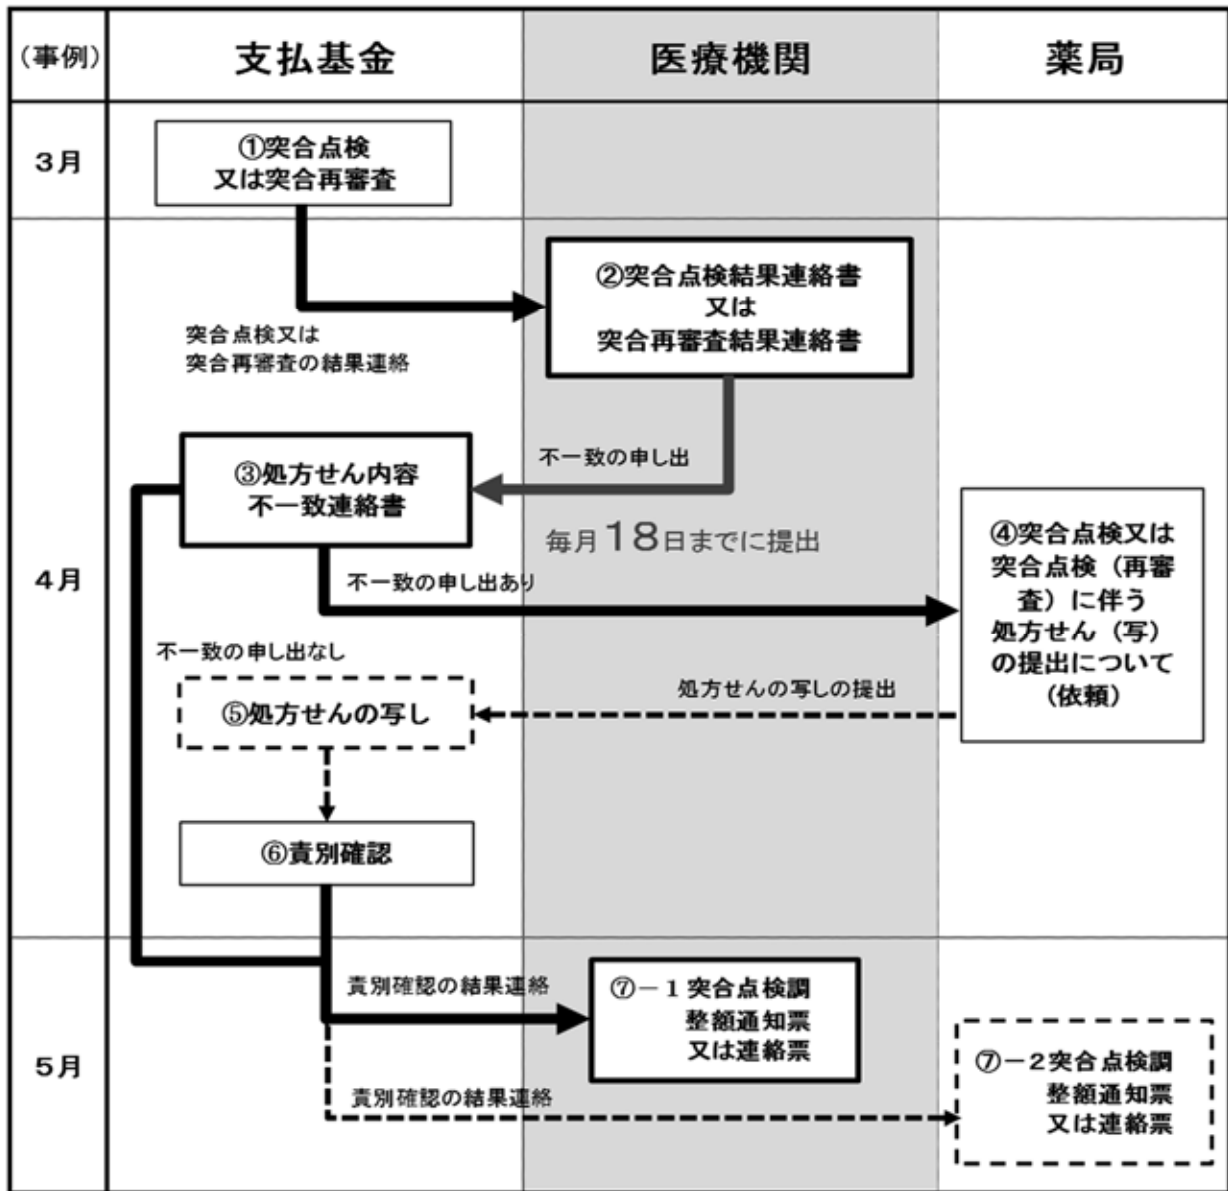 (事例)
支払基金
医療機関
薬局
3月
①突合点検
又は突合再審査
4月
②突合点検結果連絡書
又は
突合再審査結果連絡書
突合点検又は
突合再審査の結果連絡
③処方せん内容
不一致連絡書
不一致の申し出
毎月18日までに提出
不一致の申し出あり
④突合点検又は
突合点検(再審
査)に伴う
処方せん(写)
の提出について
(依頼)
不一致の申し出なし
処方せんの写しの提出
⑤処方せんの写し
⑥責別確認
5月
責別確認の結果連絡
⑦-1突合点検調
整額通知票
又は連絡票
責別確認の結果連絡
⑦-2突合点検調
整額通知票
又は連絡票